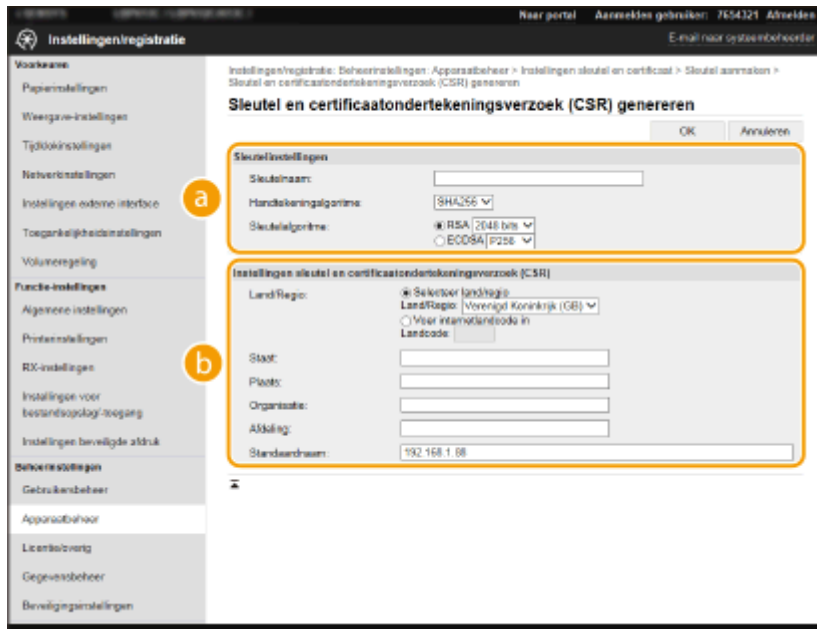 Naar portal Aanmelden gebruiker: 7654321 Afmelden
Instellingen/registratie
E-mail naar systeembeheerder
Voorkeuren
Papierinstellingen
Weergave-instellingen
Tijdklokinstellingen
Netwerkinstellingen
Instellingen externe interface
Toegankelijkheidsinstellingen
Volumeregeling
Functie-instellingen
Algemene instellingen
Printerinstellingen
RX-instellingen
Instellingen voor
bestandsopslag/-toegang
Instellingen beveiligde afdruk
Beheerinstellingen
Gebruikersbeheer
Apparaatbeheer
Licentie/overig
Gegevensbeheer
Beveiligingsinstellingen
Instellingen/registratie: Beheerinstellingen: Apparaatbeheer > Instellingen sleutel en certificaat > Sleutel aanmaken >
Sleutel en certificaatondertekeningsverzoek (CSR) genereren
Sleutel en certificaatondertekeningsverzoek (CSR) genereren
OK Annuleren
a
Sleutelinstellingen
Sleutelnaam:
Handtekeningalgoritme: SHA256
Sleutelalgoritme: RSA 2048 bits
ECDSA P256
b
Instellingen sleutel en certificaatondertekeningsverzoek (CSR)
Land/Regio: Selecteer land/regio
Land/Regio: Verenigd Koninkrijk (GB)
Voer internetlandcode in
Landcode:
Staat:
Plaats:
Organisatie:
Afdeling:
Standaardnaam: 192.168.1.88